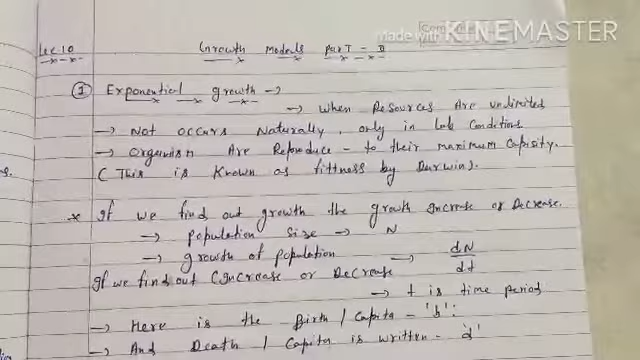 Made with KINEMASTER
Lec-10
Growth Models Part - B
① Exponential growth →
→ When Resources Are unlimited
→ Not occurs Naturally, only in Lab Conditions
→ Organism Are Reproduce - to their maximum capisity.
( This is known as fittness by Darwin).
* If we find out growth the growth Increase or Decrease.
→ Population Size → N
→ growth of population → dN/dt
If we find out (Increase or Decrease
→ t is time period
→ Here is the Birth / Capita - 'b':
→ And Death / Capita is written - 'd'